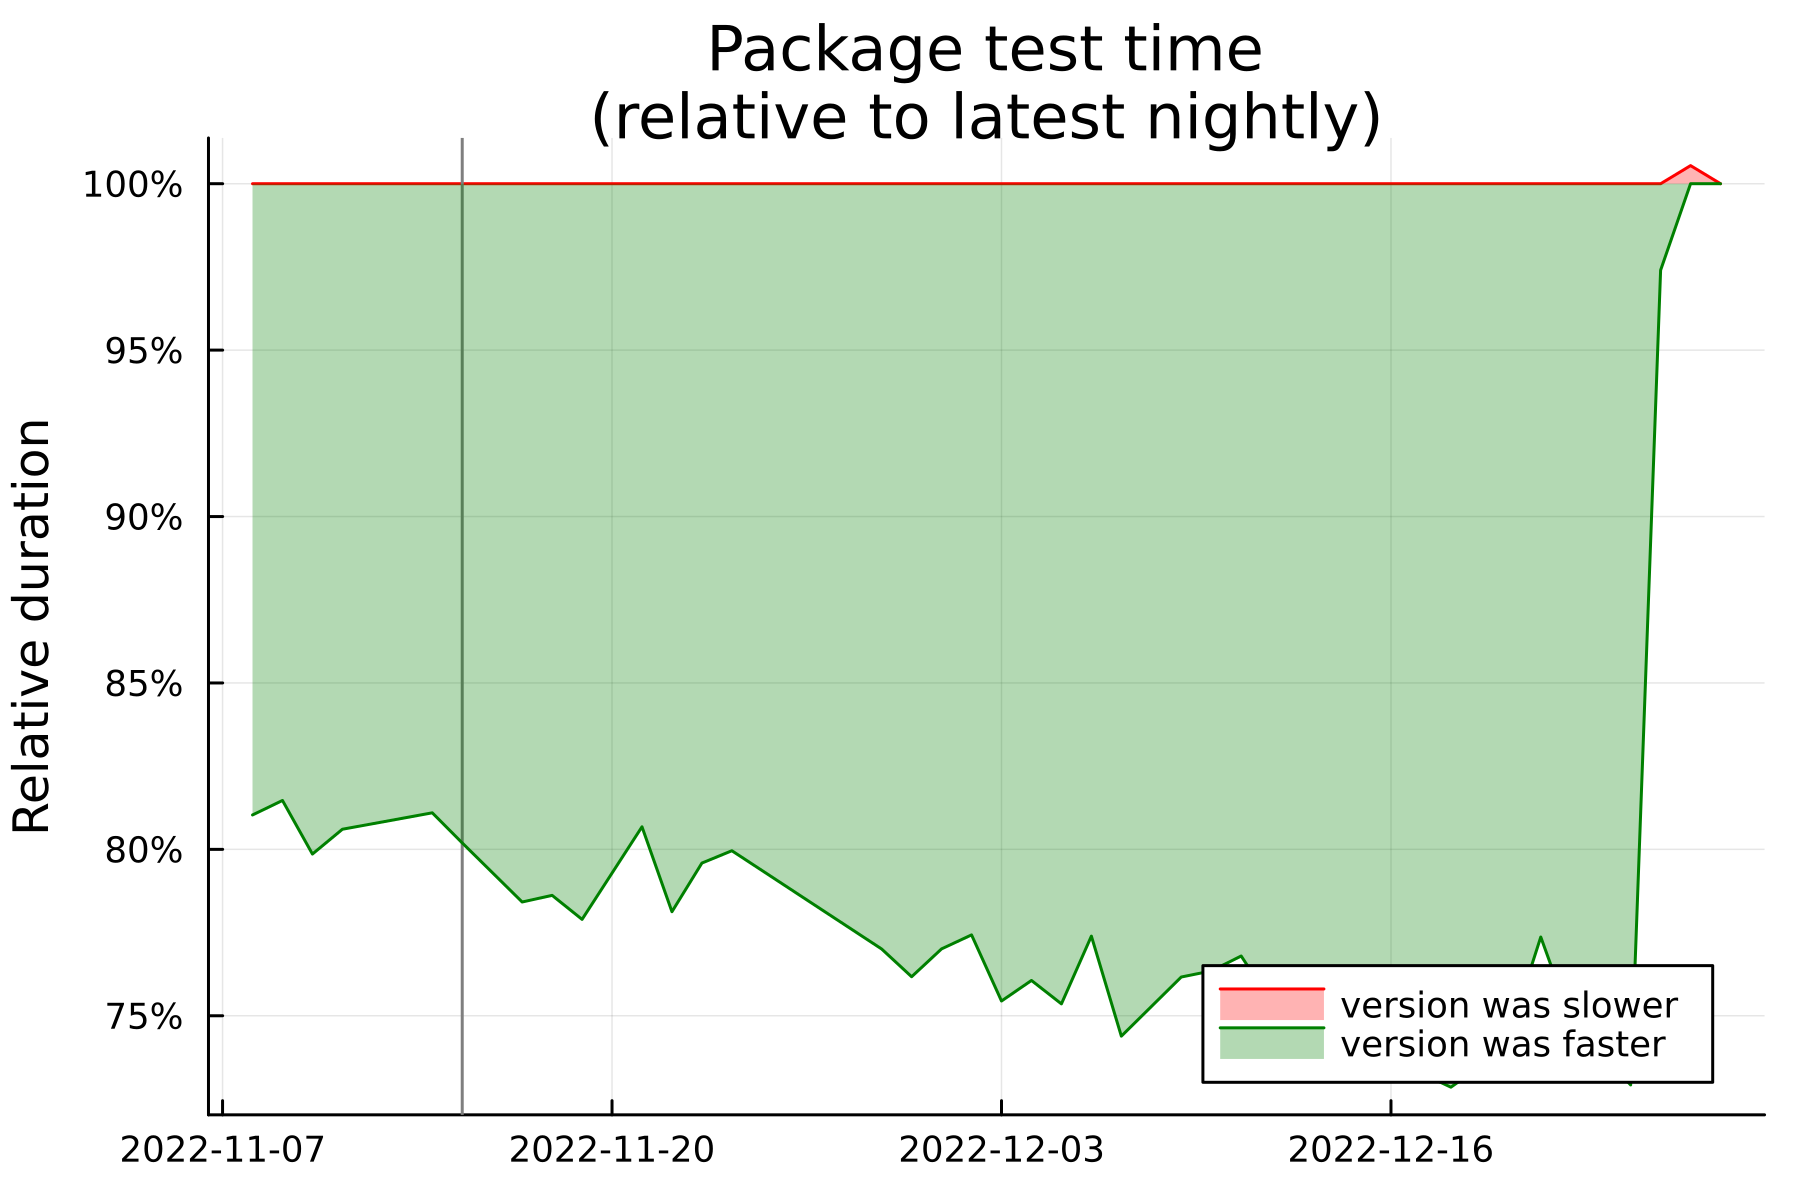 Package test time
(relative to latest nightly)
Relative duration
100%
95%
90%
85%
80%
75%
version was slower
version was faster
2022-11-07
2022-11-20
2022-12-03
2022-12-16